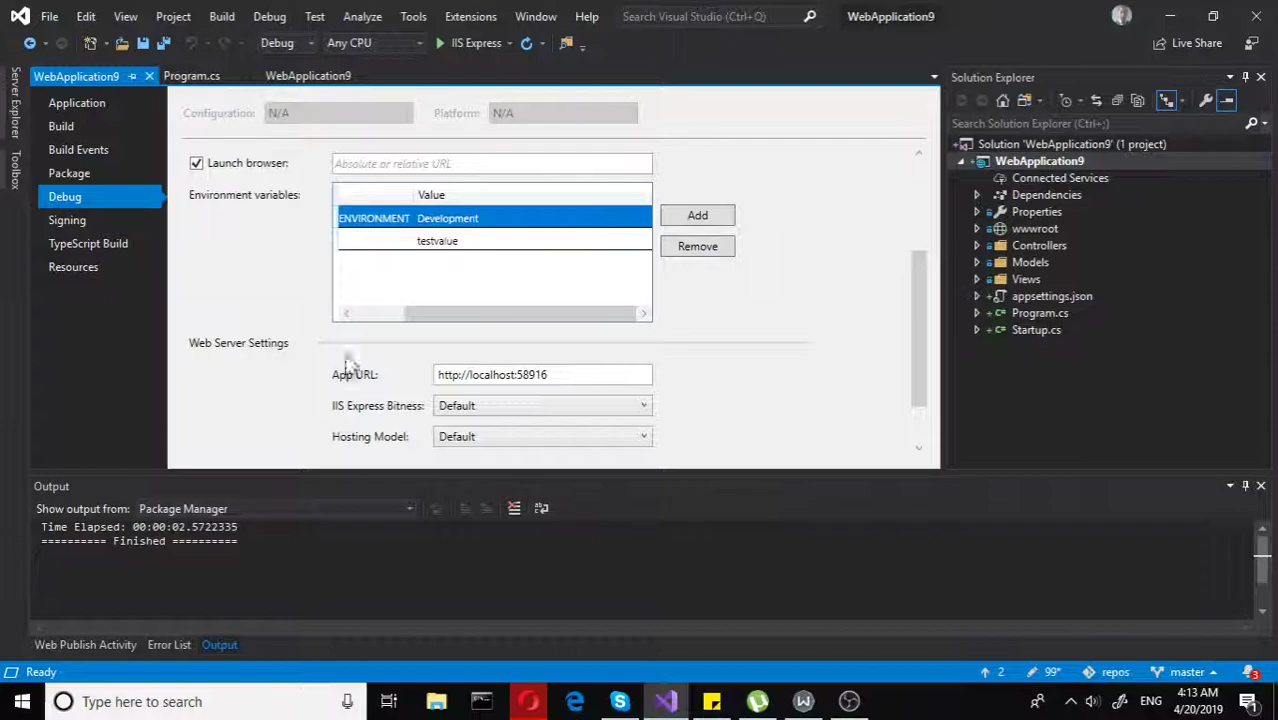 File Edit View Project Build Debug Test Analyze Tools Extensions Window Help Search Visual Studio (Ctrl+Q) WebApplication9
Debug Any CPU IIS Express Live Share
Server Explorer
Toolbox
WebApplication9 Program.cs WebApplication9
Application
Build
Build Events
Package
Debug
Signing
TypeScript Build
Resources
Configuration: N/A Platform: N/A
Launch browser: Absolute or relative URL
Environment variables: Value
ENVIRONMENT Development Add
testvalue Remove
Web Server Settings
App URL: http://localhost:58916
IIS Express Bitness: Default
Hosting Model: Default
Solution Explorer
Search Solution Explorer (Ctrl+;)
Solution 'WebApplication9' (1 project)
WebApplication9
Connected Services
Dependencies
Properties
wwwroot
Controllers
Models
Views
appsettings.json
C# Program.cs
C# Startup.cs
Output
Show output from: Package Manager
Time Elapsed: 00:00:02.5722335
========== Finished ==========
Web Publish Activity Error List Output
Ready 2 99* repos master 3
Type here to search ENG 4:13 AM
4/20/2019 1